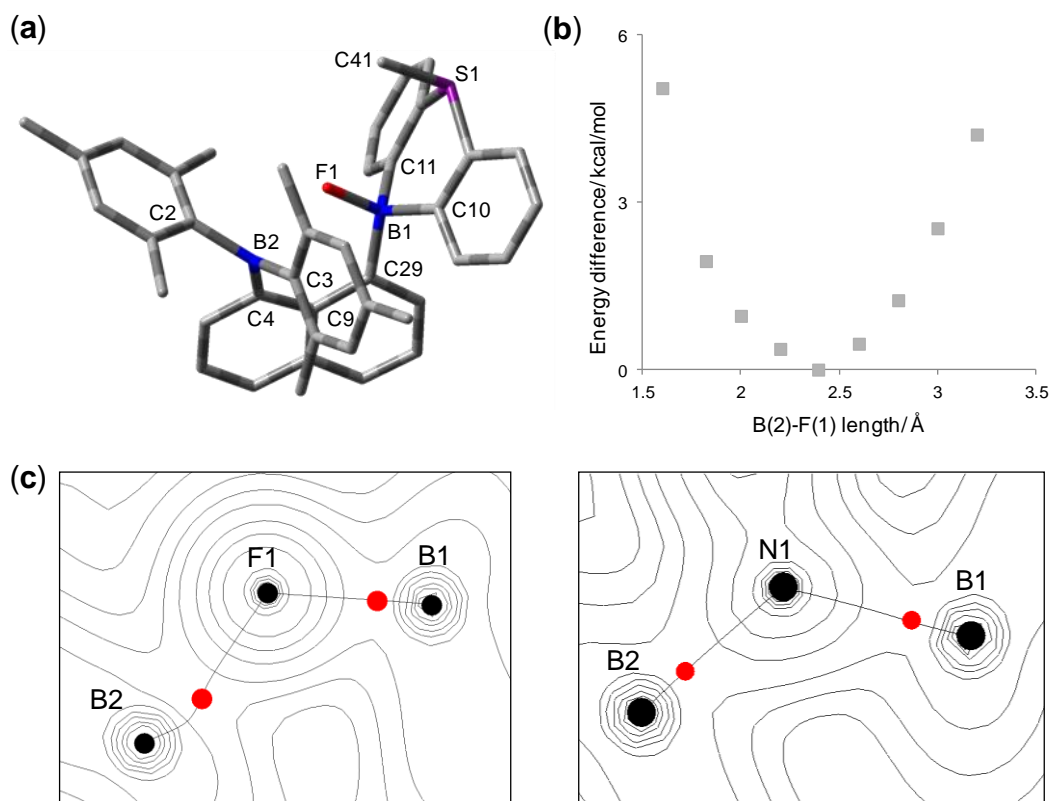 (a)
C41
S1
C11
F1
C2
C10
B1
B2
C3
C29
C4
C9
(b)
6
3
0
Energy difference/ kcal/mol
1.5
2
2.5
3
3.5
B(2)-F(1) length/ Å
(c)
F1
B1
B2
N1
B1
B2